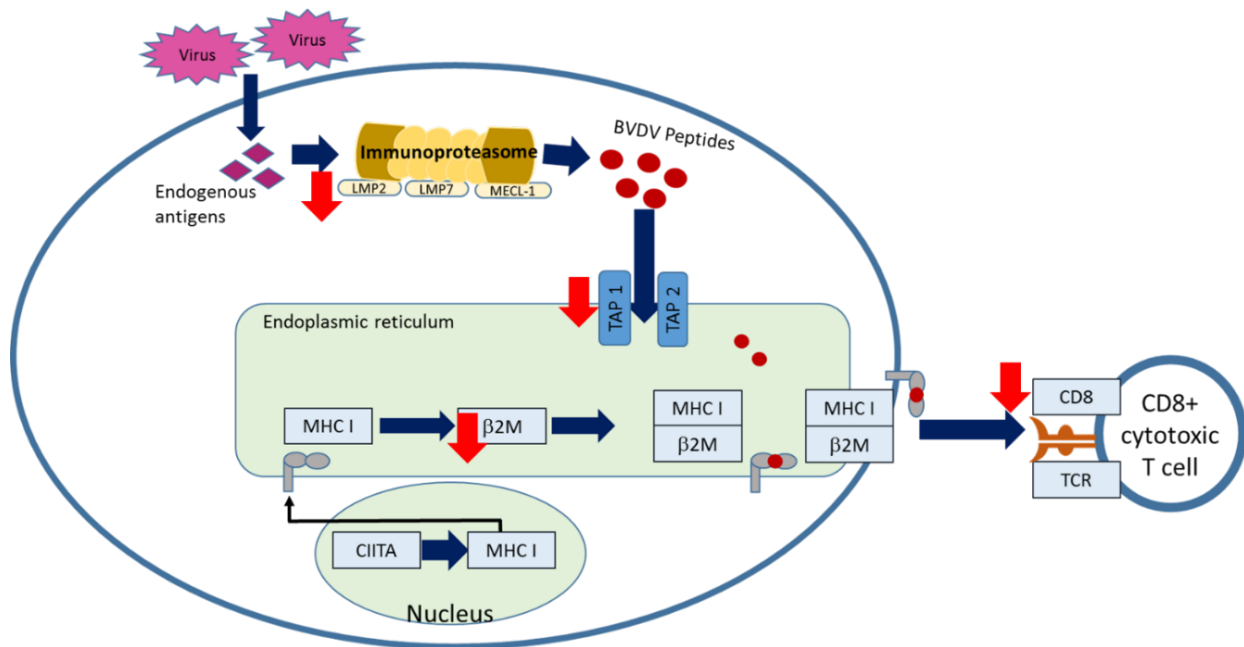 Virus
Virus
Endogenous
antigens
Immunoproteasome
LMP2
LMP7
MECL-1
BVDV Peptides
TAP 1
TAP 2
Endoplasmic reticulum
MHC I
β2M
MHC I
β2M
MHC I
β2M
CD8
TCR
CD8+
cytotoxic
T cell
CIITA
MHC I
Nucleus